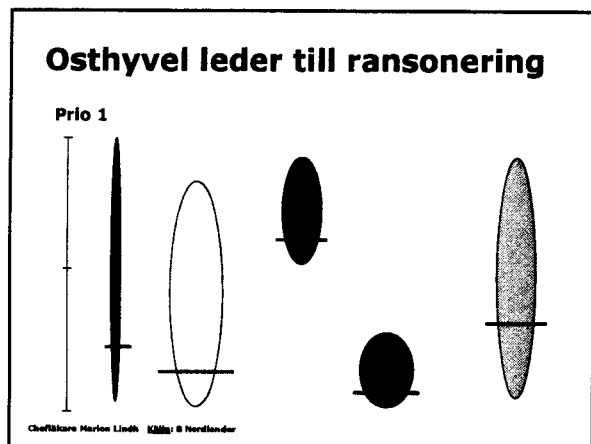 Osthyvel leder till ransonering
Prio 1
Chefläkare Marion Lindh Källa: B Nordlander